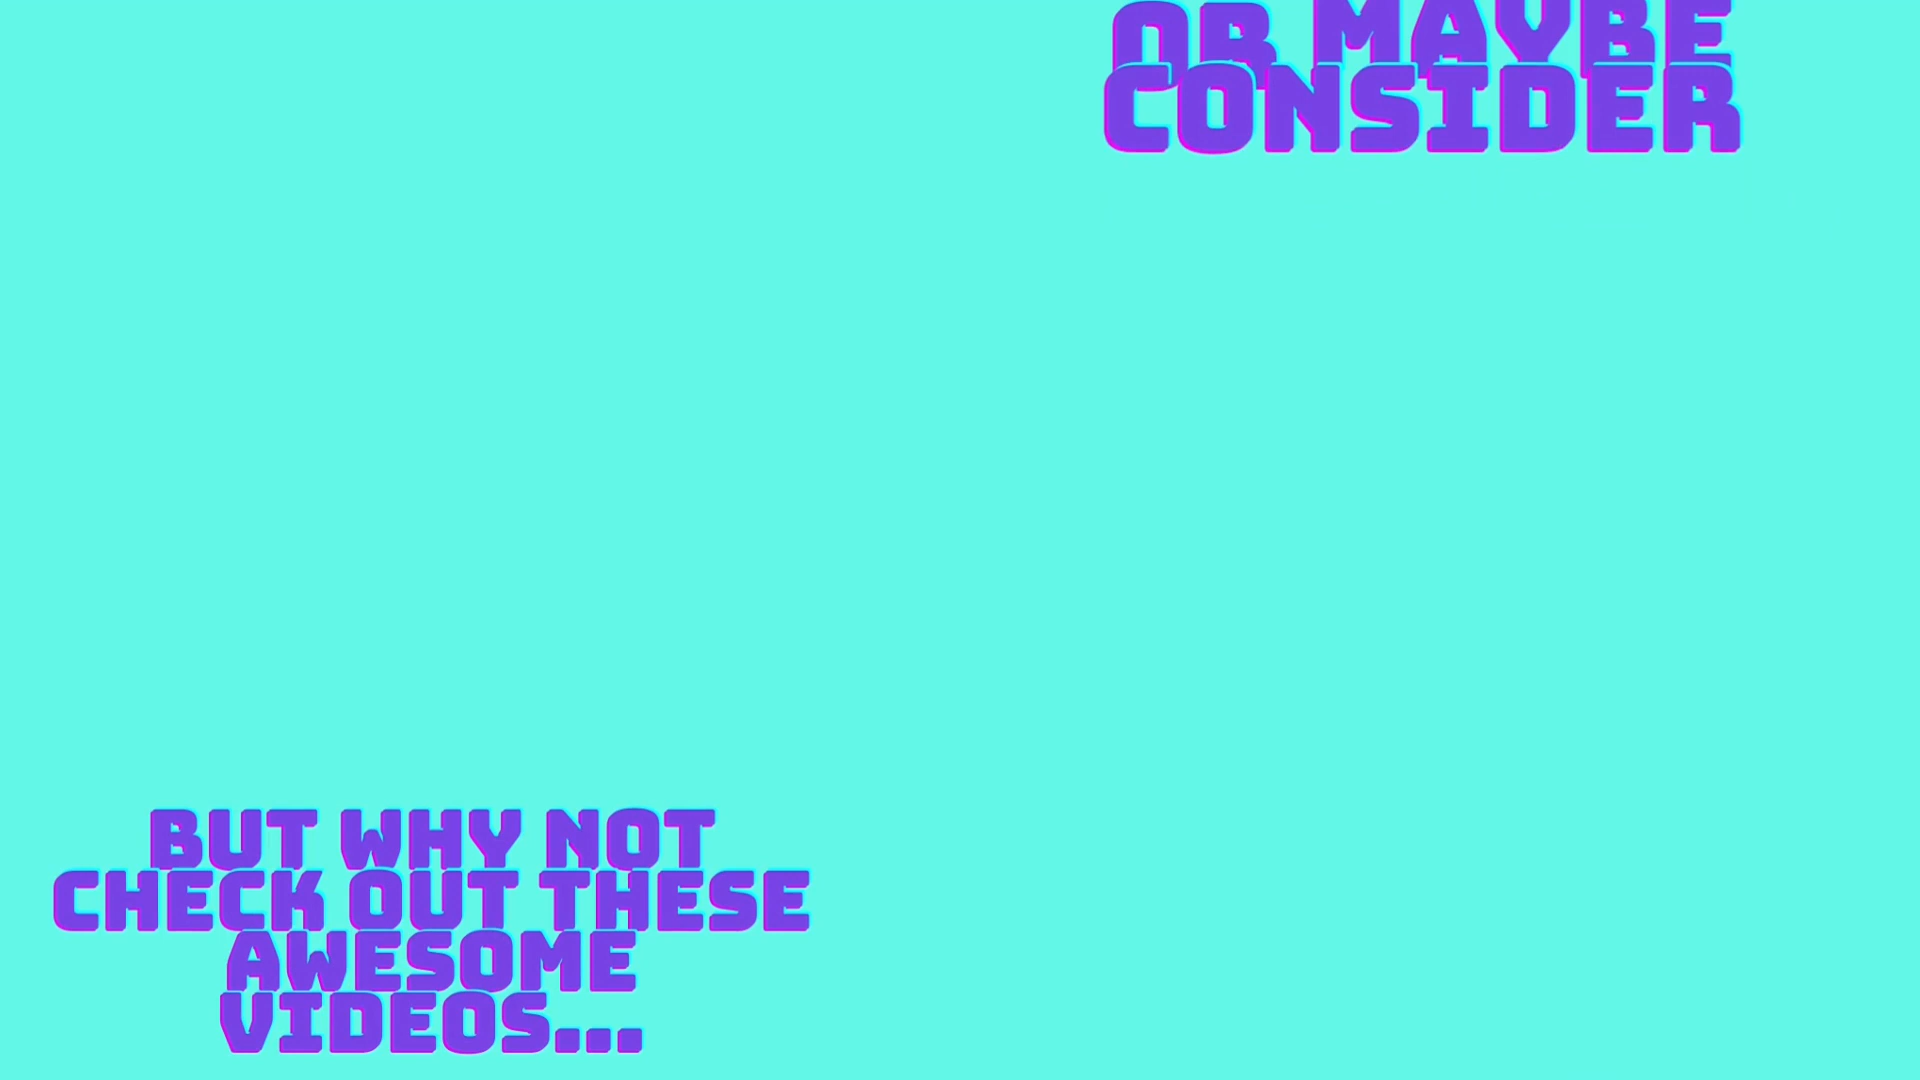 OR MAYBE
CONSIDER
BUT WHY NOT
CHECK OUT THESE
AWESOME
VIDEOS...